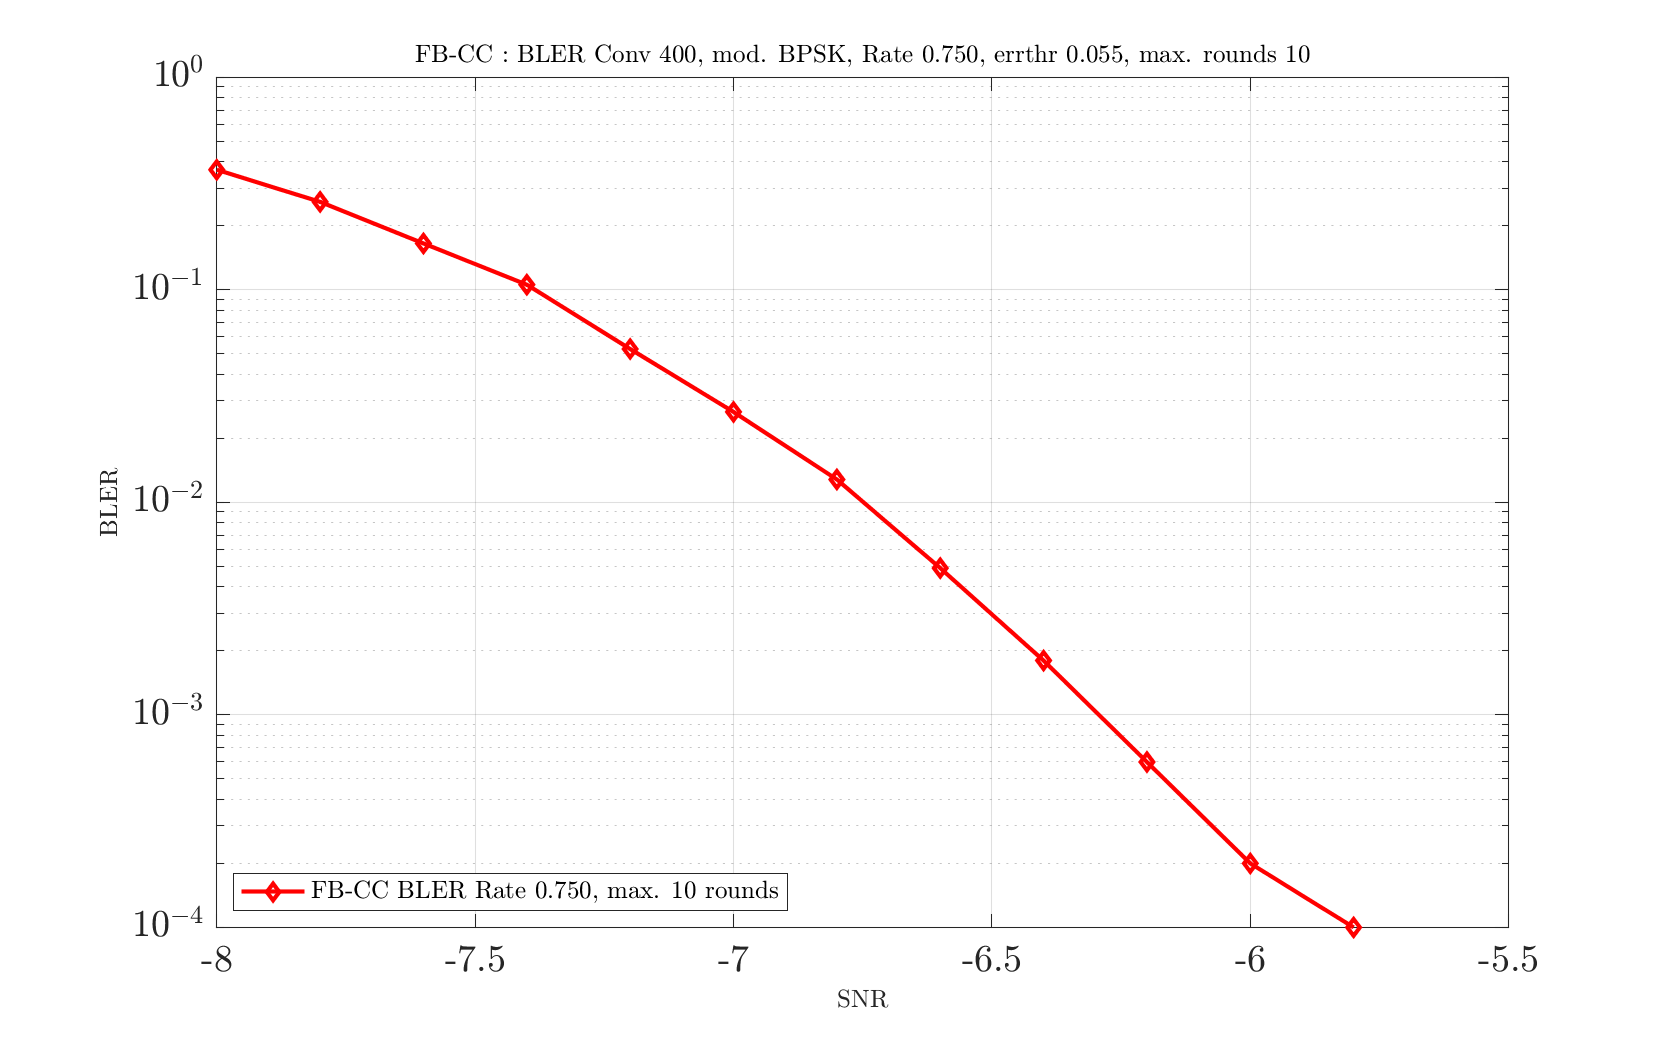 FB-CC : BLER Conv 400, mod. BPSK, Rate 0.750, errthr 0.055, max. rounds 10
10^0
10^-1
10^-2
10^-3
10^-4
BLER
FB-CC BLER Rate 0.750, max. 10 rounds
-8 -7.5 -7 -6.5 -6 -5.5
SNR